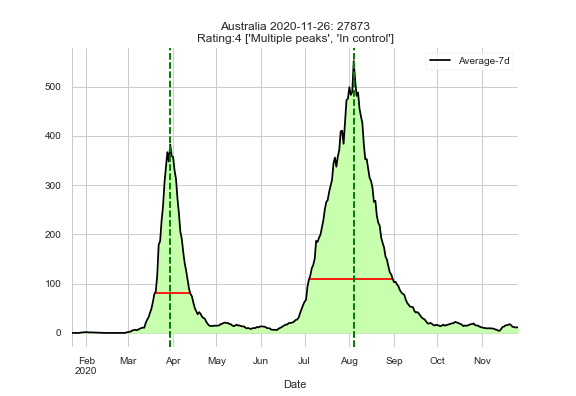 Australia 2020-11-26: 27873
Rating:4 ['Multiple peaks', 'In control']
Average-7d
500
400
300
200
100
0
Feb Mar Apr May Jun Jul Aug Sep Oct Nov
2020
Date